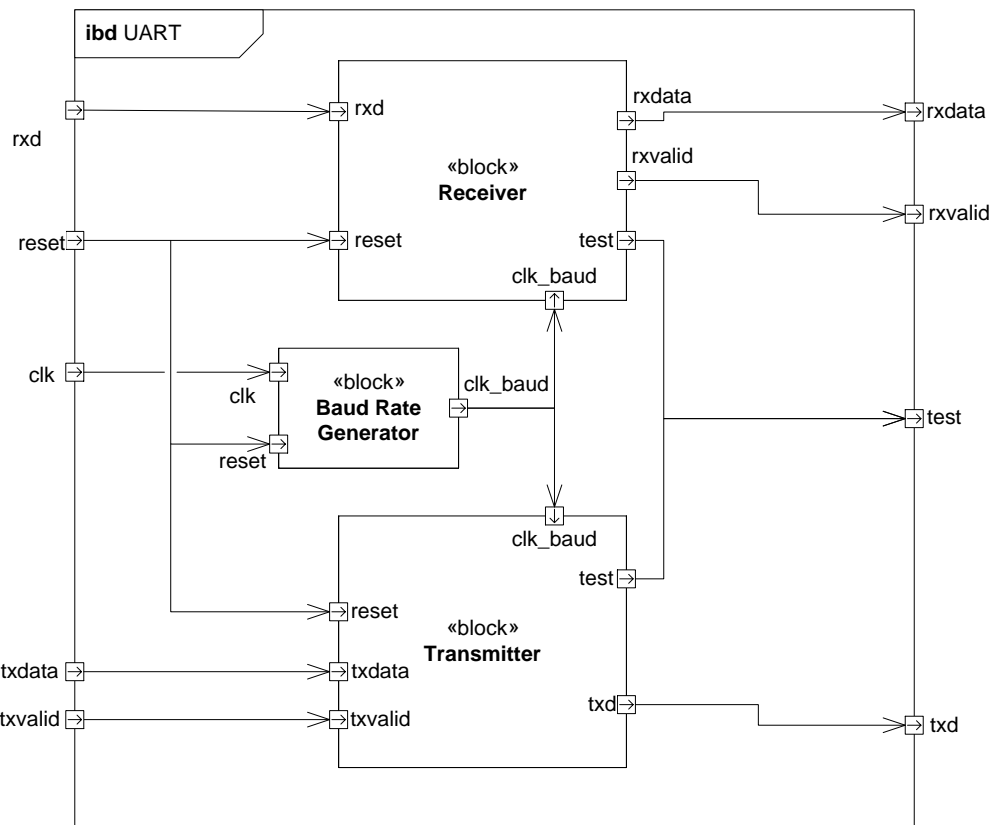 ibd UART
rxd
rxd
rxdata
rxdata
«block»
Receiver
rxvalid
rxvalid
reset
reset
test
clk_baud
clk
clk
«block»
Baud Rate
Generator
clk_baud
test
reset
clk_baud
test
reset
«block»
Transmitter
txdata
txdata
txvalid
txvalid
txd
txd